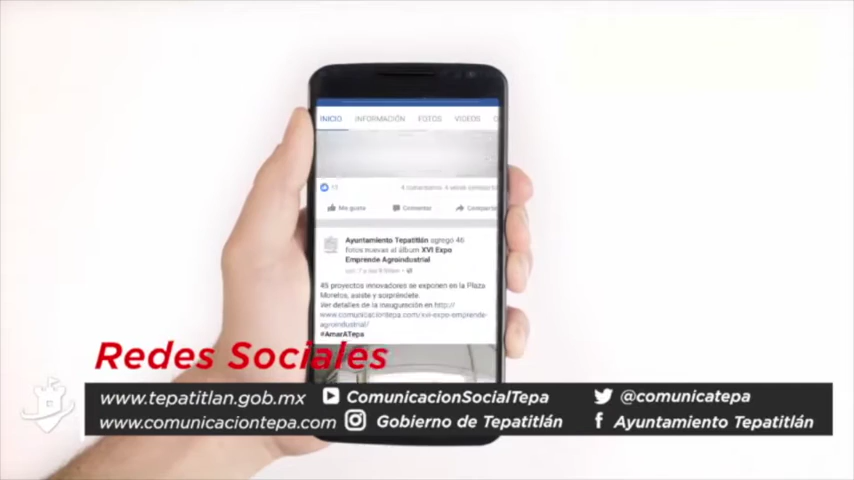 INICIO INFORMACIÓN FOTOS VIDEOS
17
Me gusta Comentar Compartir
Ayuntamiento Tepatitlán agregó 46
fotos nuevas al álbum XVI Expo
Emprende Agroindustrial
45 proyectos innovadores se exponen en la Plaza
Morelos, asiste y sorpréndete.
Ver detalles de la inauguración en http://
www.comunicaciontepa.com/xvi-expo-emprende-
agroindustrial/
#AmarATepa
Redes Sociales
www.tepatitlan.gob.mx ComunicacionSocialTepa @comunicatepa
www.comunicaciontepa.com Gobierno de Tepatitlán Ayuntamiento Tepatitlán